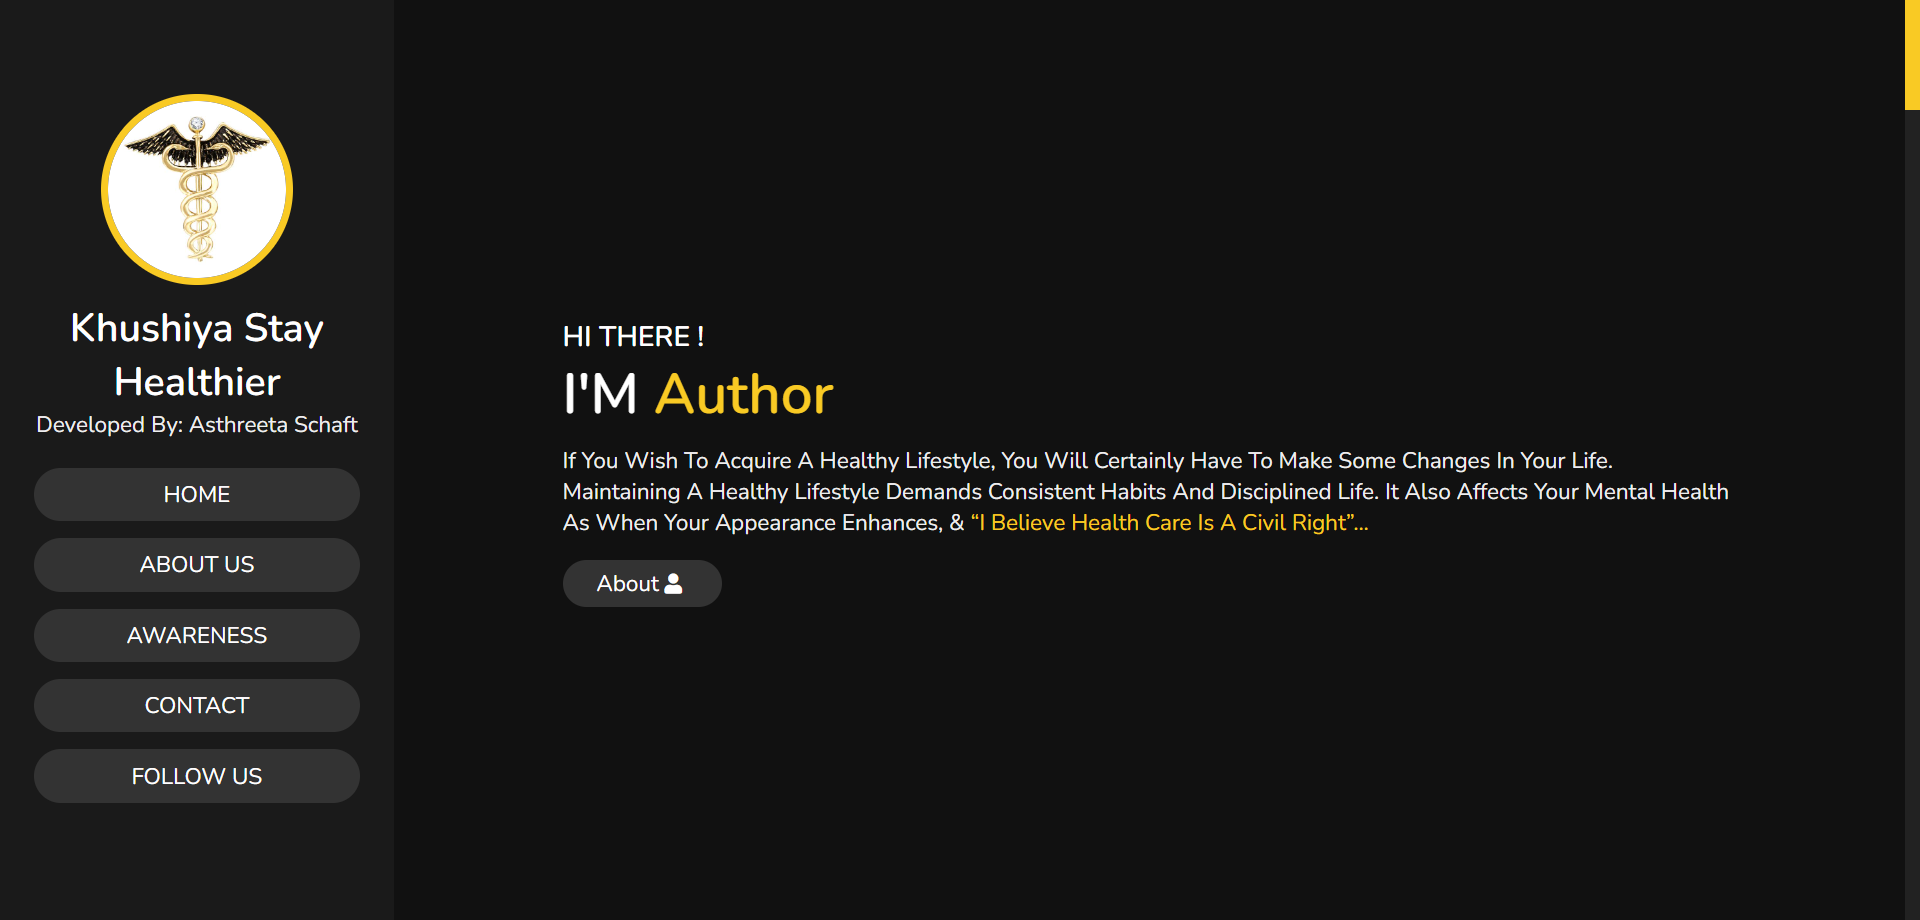 Khushiya Stay
Healthier
Developed By: Asthreeta Schaft
HOME
ABOUT US
AWARENESS
CONTACT
FOLLOW US
HI THERE !
I'M Author
If You Wish To Acquire A Healthy Lifestyle, You Will Certainly Have To Make Some Changes In Your Life.
Maintaining A Healthy Lifestyle Demands Consistent Habits And Disciplined Life. It Also Affects Your Mental Health
As When Your Appearance Enhances, & “I Believe Health Care Is A Civil Right”...
About